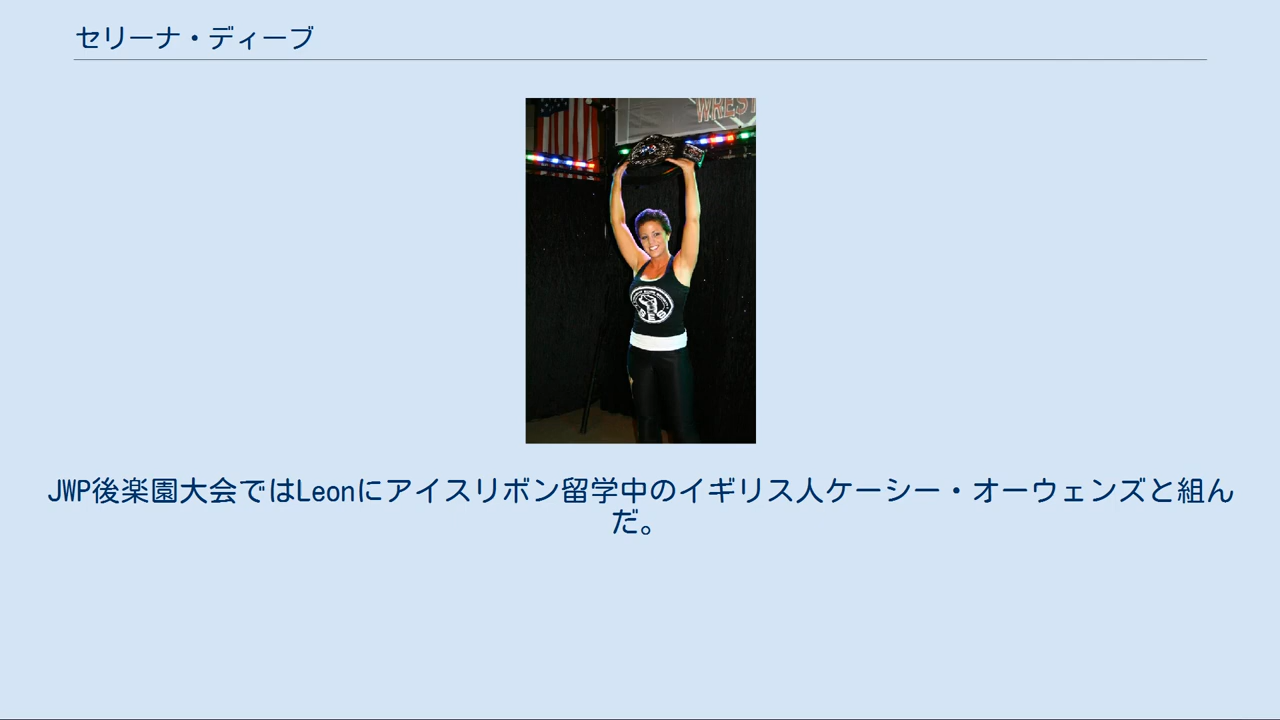 セリーナ・ディーブ
WREST
JWP後楽園大会ではLeonにアイスリボン留学中のイギリス人ケーシー・オーウェンズと組ん
だ。